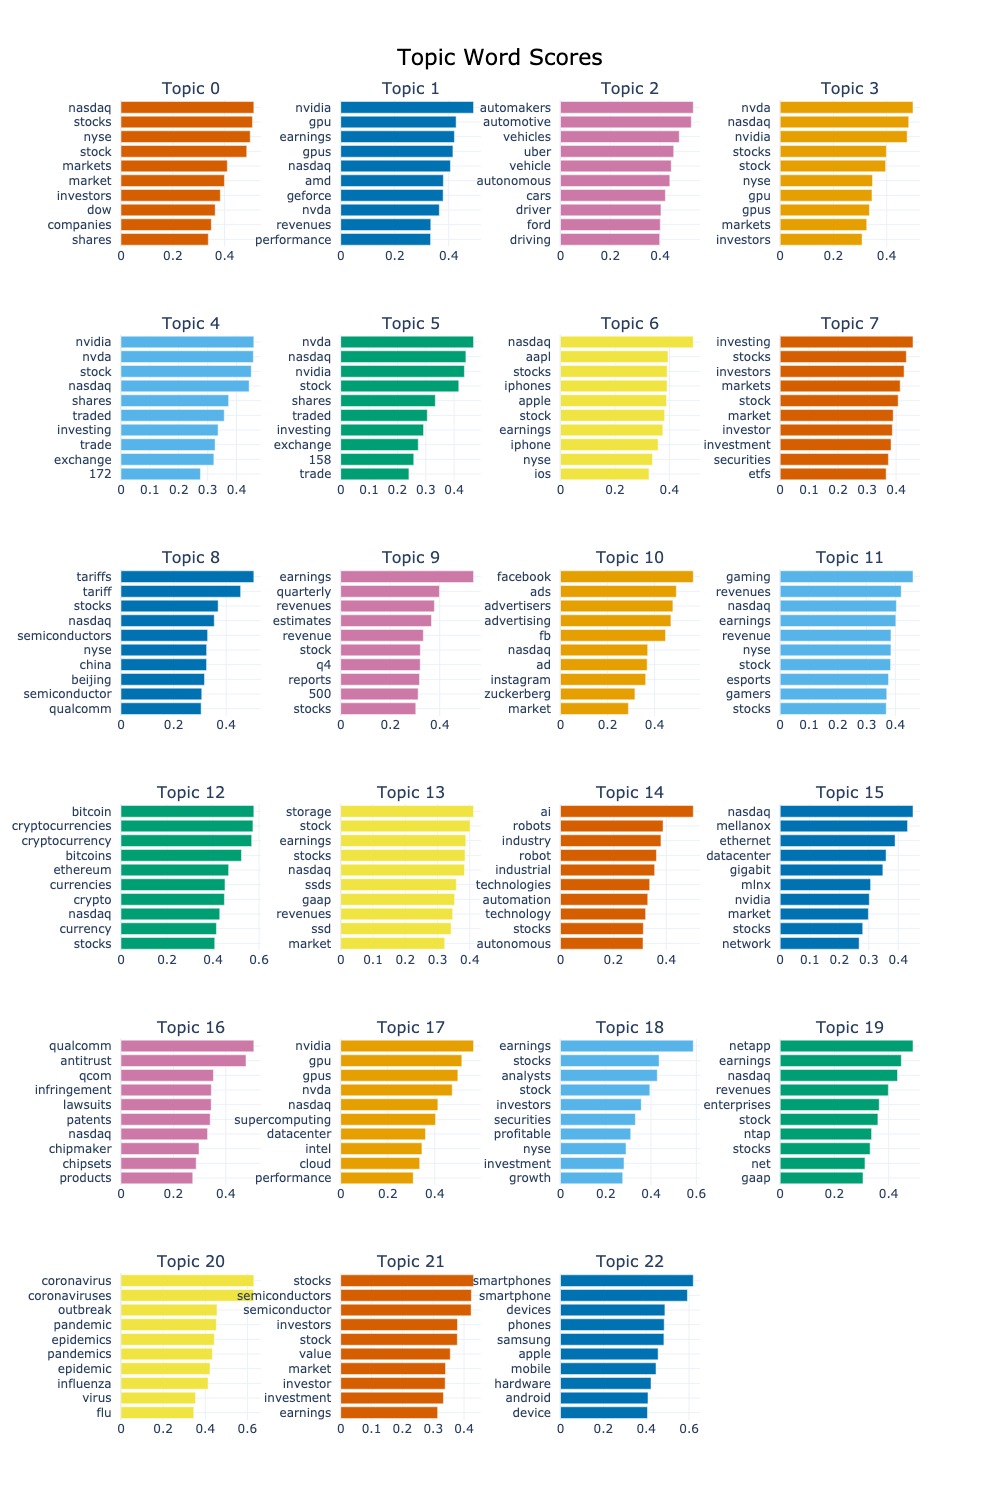 Topic Word Scores
Topic 0
nasdaq
stocks
nyse
stock
markets
market
investors
dow
companies
shares
0 0.2 0.4
Topic 1
nvidia
gpu
earnings
gpus
nasdaq
amd
geforce
nvda
revenues
performance
0 0.2 0.4
Topic 2
automakers
automotive
vehicles
uber
vehicle
autonomous
cars
driver
ford
driving
0 0.2 0.4
Topic 3
nvda
nasdaq
nvidia
stocks
stock
nyse
gpu
gpus
markets
investors
0 0.2 0.4
Topic 4
nvidia
nvda
stock
nasdaq
shares
traded
investing
trade
exchange
172
0 0.1 0.2 0.3 0.4
Topic 5
nvda
nasdaq
nvidia
stock
shares
traded
investing
exchange
158
trade
0 0.1 0.2 0.3 0.4
Topic 6
nasdaq
aapl
stocks
iphones
apple
stock
earnings
iphone
nyse
ios
0 0.2 0.4
Topic 7
investing
stocks
investors
markets
stock
market
investor
investment
securities
etfs
0 0.1 0.2 0.3 0.4
Topic 8
tariffs
tariff
stocks
nasdaq
semiconductors
nyse
china
beijing
semiconductor
qualcomm
0 0.2 0.4
Topic 9
earnings
quarterly
revenues
estimates
revenue
stock
q4
reports
500
stocks
0 0.2 0.4
Topic 10
facebook
ads
advertisers
advertising
fb
nasdaq
ad
instagram
zuckerberg
market
0 0.2 0.4
Topic 11
gaming
revenues
nasdaq
earnings
revenue
nyse
stock
esports
gamers
stocks
0 0.1 0.2 0.3 0.4
Topic 12
bitcoin
cryptocurrencies
cryptocurrency
bitcoins
ethereum
currencies
crypto
nasdaq
currency
stocks
0 0.2 0.4 0.6
Topic 13
storage
stock
earnings
stocks
nasdaq
ssds
gaap
revenues
ssd
market
0 0.1 0.2 0.3 0.4
Topic 14
ai
robots
industry
robot
industrial
technologies
automation
technology
stocks
autonomous
0 0.2 0.4
Topic 15
nasdaq
mellanox
ethernet
datacenter
gigabit
mlnx
nvidia
market
stocks
network
0 0.1 0.2 0.3 0.4
Topic 16
qualcomm
antitrust
qcom
infringement
lawsuits
patents
nasdaq
chipmaker
chipsets
products
0 0.2 0.4
Topic 17
nvidia
gpu
gpus
nvda
nasdaq
supercomputing
datacenter
intel
cloud
performance
0 0.2 0.4
Topic 18
earnings
stocks
analysts
stock
investors
securities
profitable
nyse
investment
growth
0 0.2 0.4 0.6
Topic 19
netapp
earnings
nasdaq
revenues
enterprises
stock
ntap
stocks
net
gaap
0 0.2 0.4
Topic 20
coronavirus
coronaviruses
outbreak
pandemic
epidemics
pandemics
epidemic
influenza
virus
flu
0 0.2 0.4 0.6
Topic 21
stocks
semiconductors
semiconductor
investors
stock
value
market
investor
investment
earnings
0 0.1 0.2 0.3 0.4
Topic 22
smartphones
smartphone
devices
phones
samsung
apple
mobile
hardware
android
device
0 0.2 0.4 0.6